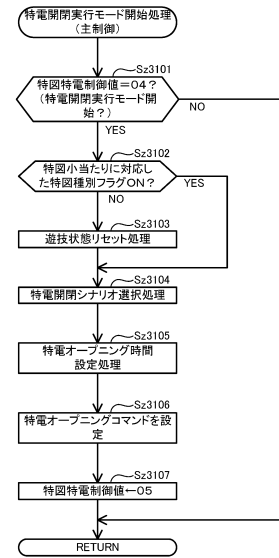 特電開閉実行モード開始処理
(主制御)
Sz3101
特図特電制御値=04?
(特電開閉実行モード開
始?)
NO
YES
Sz3102
特図小当たりに対応し
た特図種別フラグON?
YES
NO
Sz3103
遊技状態リセット処理
Sz3104
特電開閉シナリオ選択処理
Sz3105
特電オープニング時間
設定処理
Sz3106
特電オープニングコマンドを設
定
Sz3107
特図特電制御値←05
RETURN